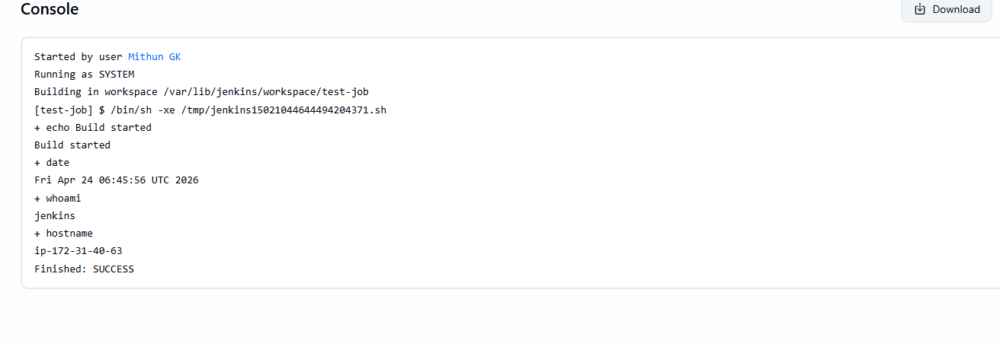 Console
Download
Started by user Mithun GK
Running as SYSTEM
Building in workspace /var/lib/jenkins/workspace/test-job
[test-job] $ /bin/sh -xe /tmp/jenkins15021044644494204371.sh
+ echo Build started
Build started
+ date
Fri Apr 24 06:45:56 UTC 2026
+ whoami
jenkins
+ hostname
ip-172-31-40-63
Finished: SUCCESS